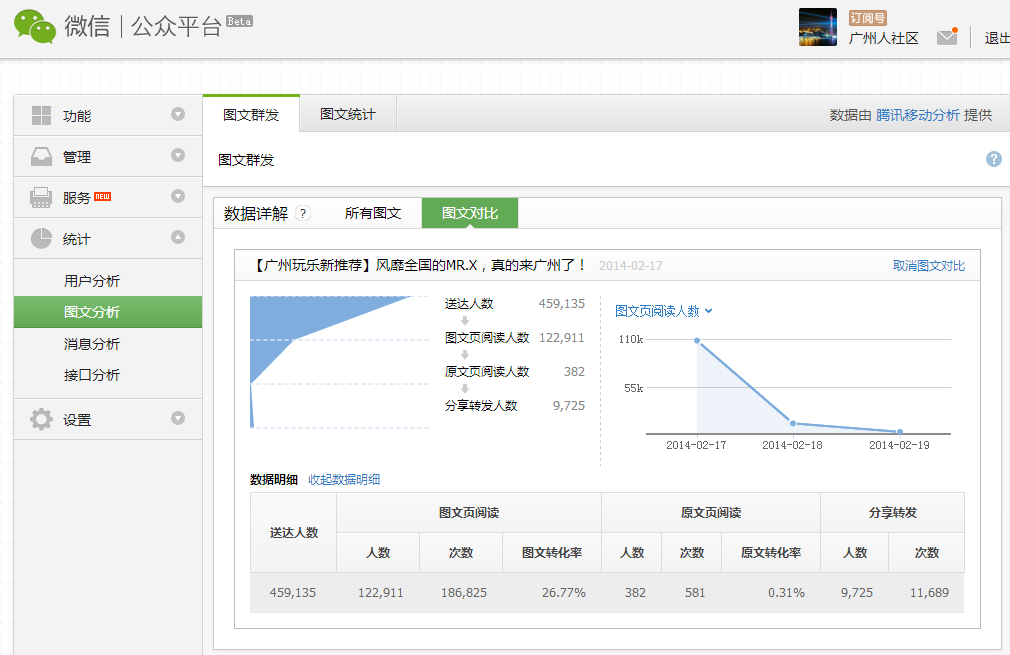 微信 | 公众平台 Beta
订阅号
广州人社区
退出
功能
管理
服务 NEW
统计
用户分析
图文分析
消息分析
接口分析
设置
图文群发 图文统计 数据由 腾讯移动分析 提供
图文群发 ?
数据详解 ? 所有图文 图文对比
【广州玩乐新推荐】风靡全国的MR.X，真的来广州了！ 2014-02-17 取消图文对比
送达人数 459,135
图文页阅读人数 122,911
原文页阅读人数 382
分享转发人数 9,725
图文页阅读人数
110k
55k
2014-02-17 2014-02-18 2014-02-19
数据明细 收起数据明细
送达人数 图文页阅读 原文页阅读 分享转发
人数 次数 图文转化率 人数 次数 原文转化率 人数 次数
459,135 122,911 186,825 26.77% 382 581 0.31% 9,725 11,689